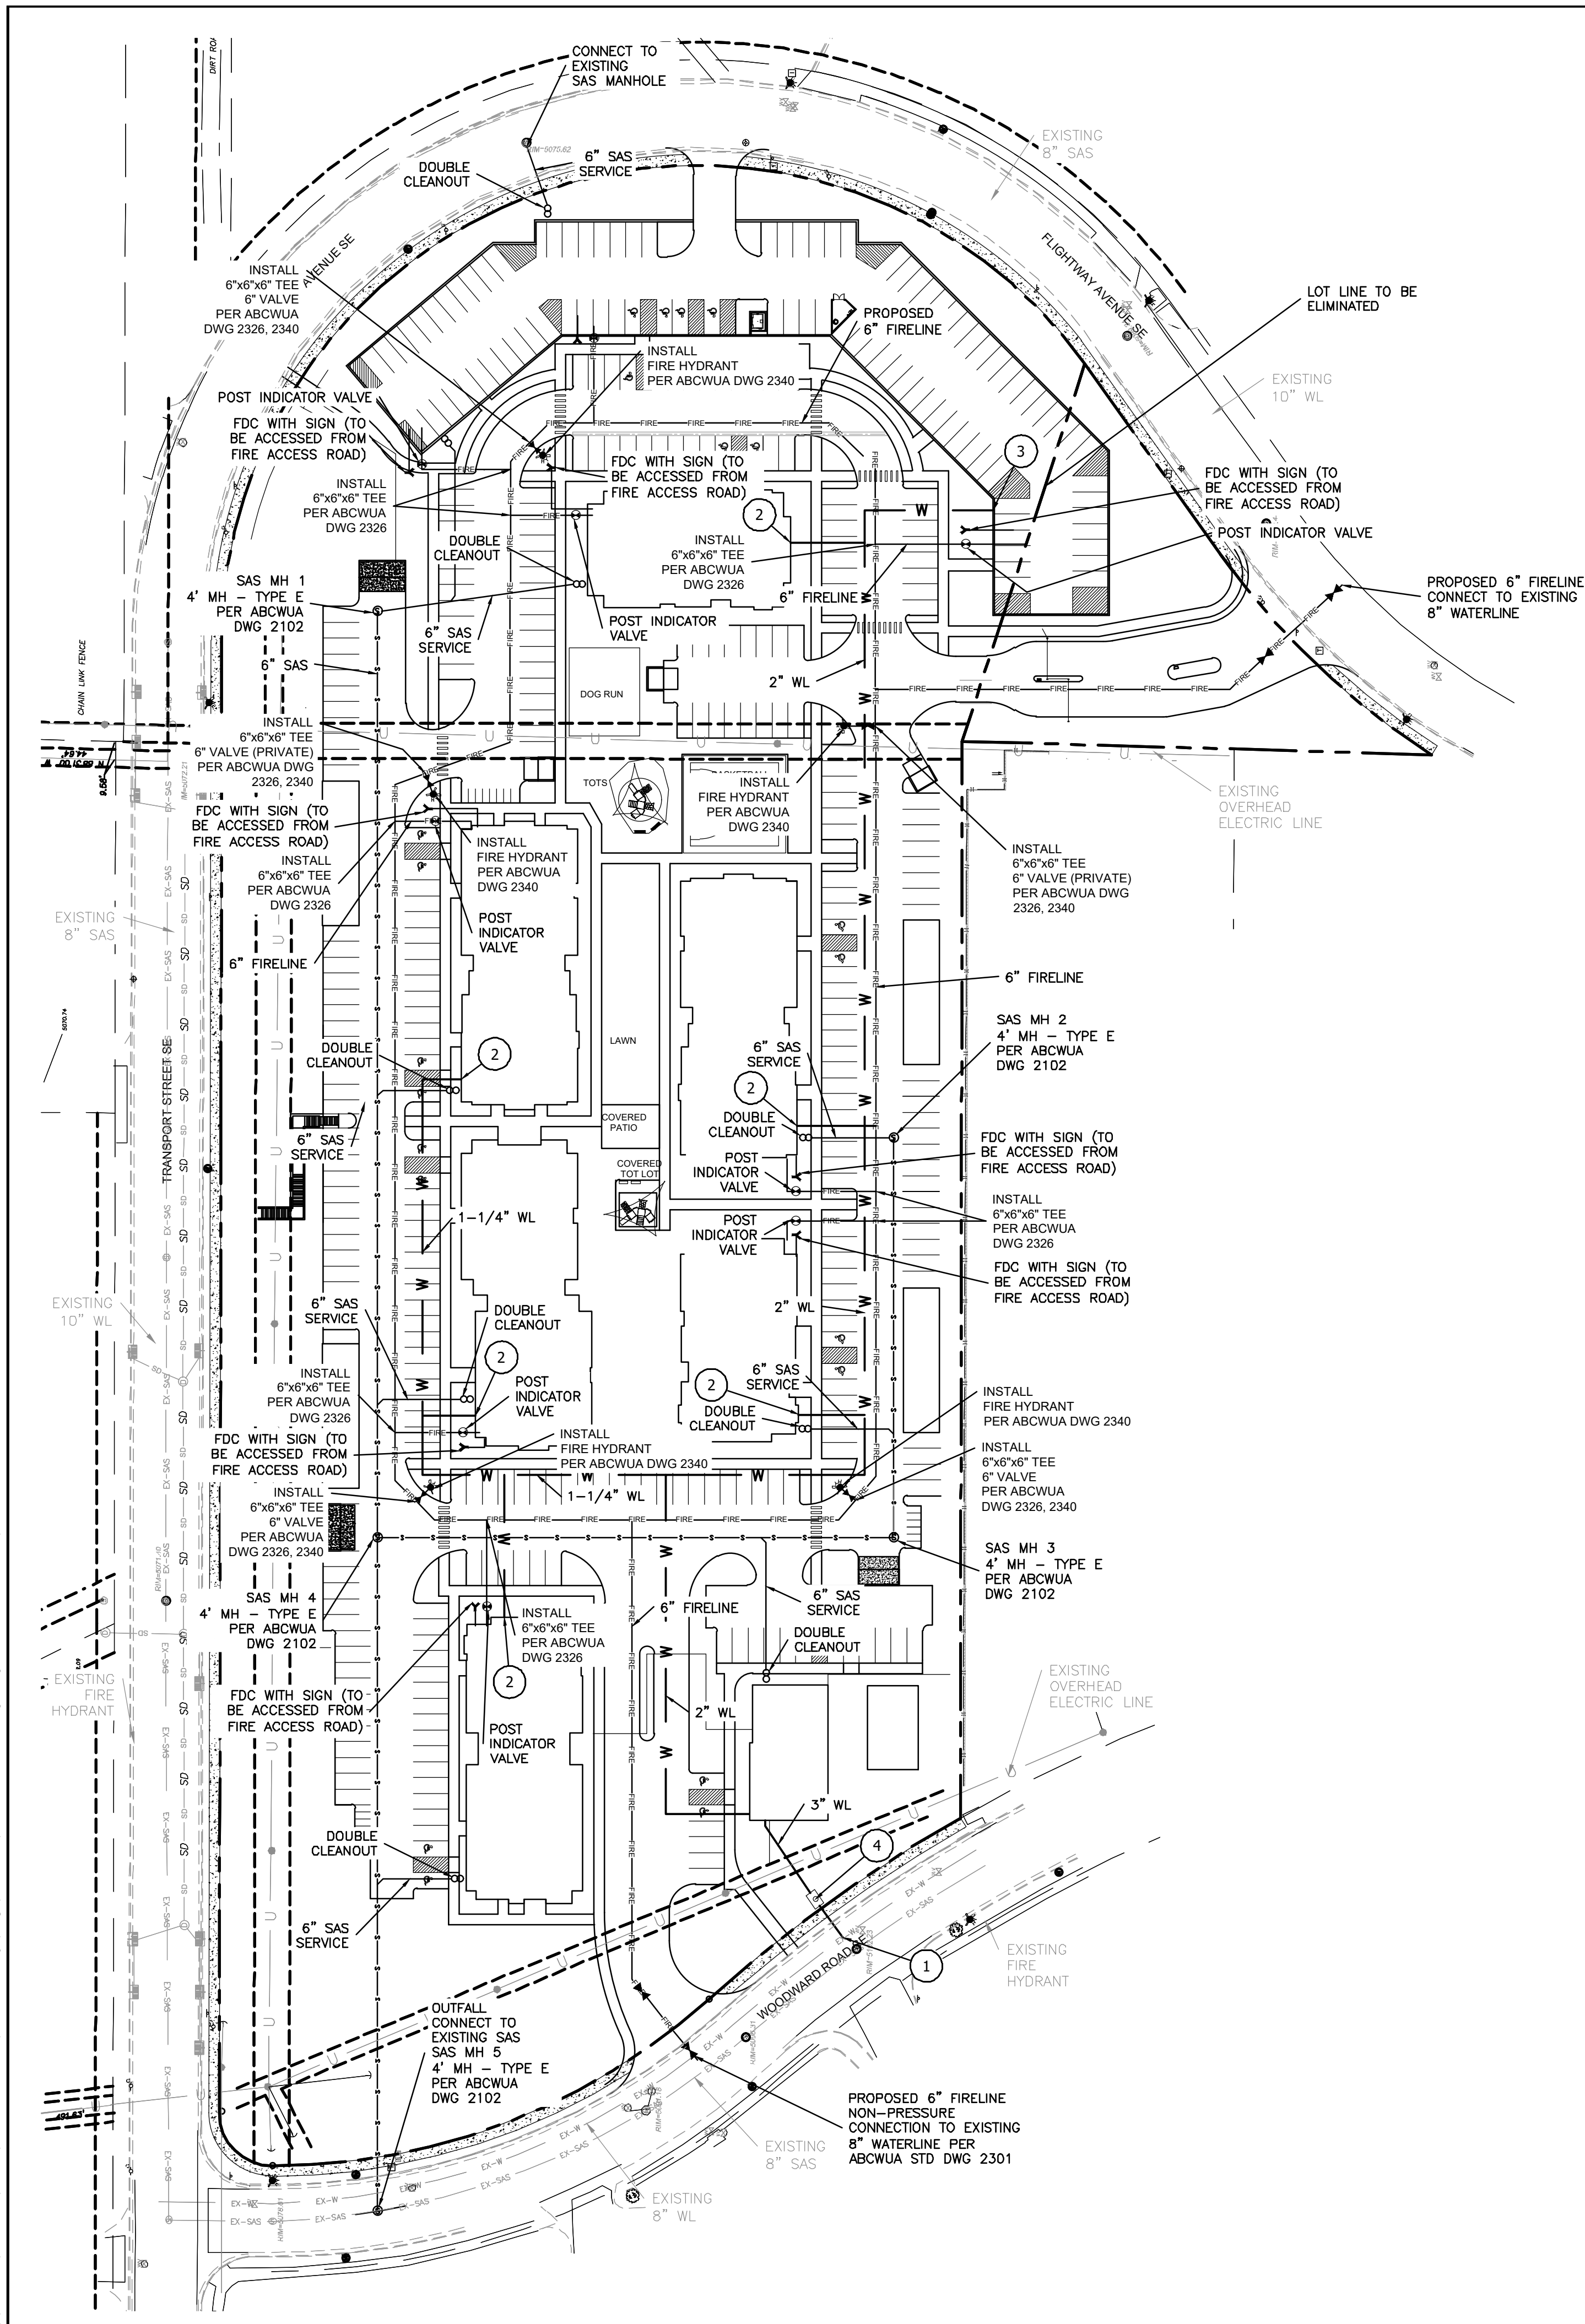 DIRT RO
CONNECT TO
EXISTING
SAS MANHOLE
RIM=5075.62
6" SAS
SERVICE
DOUBLE
CLEANOUT
EXISTING
8" SAS
AVENUE SE
FLIGHTWAY AVENUE SE
INSTALL
6"x6"x6" TEE
6" VALVE
PER ABCWUA
DWG 2326, 2340
LOT LINE TO BE
ELIMINATED
PROPOSED
6" FIRELINE
INSTALL
FIRE HYDRANT
PER ABCWUA DWG 2340
EXISTING
10" WL
POST INDICATOR VALVE
FDC WITH SIGN (TO
BE ACCESSED FROM
FIRE ACCESS ROAD)
FDC WITH SIGN (TO
BE ACCESSED FROM
FIRE ACCESS ROAD)
3
FDC WITH SIGN (TO
BE ACCESSED FROM
FIRE ACCESS ROAD)
POST INDICATOR VALVE
INSTALL
6"x6"x6" TEE
PER ABCWUA
DWG 2326
2
W
DOUBLE
CLEANOUT
INSTALL
6"x6"x6" TEE
PER ABCWUA
DWG 2326
SAS MH 1
4' MH – TYPE E
PER ABCWUA
DWG 2102
6" FIRELINE
PROPOSED 6" FIRELINE
CONNECT TO EXISTING
8" WATERLINE
6" SAS
SERVICE
POST INDICATOR
VALVE
CHAIN LINK FENCE
6" SAS
DOG RUN
2" WL
FIRE
INSTALL
6"x6"x6" TEE
6" VALVE (PRIVATE)
PER ABCWUA DWG
2326, 2340
9.58'
TOTS
INSTALL
FIRE HYDRANT
PER ABCWUA
DWG 2340
EXISTING
OVERHEAD
ELECTRIC LINE
FDC WITH SIGN (TO
BE ACCESSED FROM
FIRE ACCESS ROAD)
INSTALL
FIRE HYDRANT
PER ABCWUA
DWG 2340
INSTALL
6"x6"x6" TEE
6" VALVE (PRIVATE)
PER ABCWUA DWG
2326, 2340
INSTALL
6"x6"x6" TEE
PER ABCWUA
DWG 2326
EXISTING
8" SAS
POST
INDICATOR
VALVE
6" FIRELINE
6" FIRELINE
5070.74
SAS MH 2
4' MH – TYPE E
PER ABCWUA
DWG 2102
TRANSPORT STREET SE
DOUBLE
CLEANOUT
2
LAWN
6" SAS
SERVICE
2
DOUBLE
CLEANOUT
COVERED
PATIO
6" SAS
SERVICE
FDC WITH SIGN (TO
BE ACCESSED FROM
FIRE ACCESS ROAD)
COVERED
TOT LOT
POST
INDICATOR
VALVE
INSTALL
6"x6"x6" TEE
PER ABCWUA
DWG 2326
1–1/4" WL
POST
INDICATOR
VALVE
FDC WITH SIGN (TO
BE ACCESSED FROM
FIRE ACCESS ROAD)
EXISTING
10" WL
6" SAS
SERVICE
DOUBLE
CLEANOUT
2" WL
2
6" SAS
SERVICE
2
DOUBLE
CLEANOUT
INSTALL
6"x6"x6" TEE
PER ABCWUA
DWG 2326
POST
INDICATOR
VALVE
INSTALL
FIRE HYDRANT
PER ABCWUA DWG 2340
FDC WITH SIGN (TO
BE ACCESSED FROM
FIRE ACCESS ROAD)
INSTALL
FIRE HYDRANT
PER ABCWUA DWG 2340
INSTALL
6"x6"x6" TEE
6" VALVE
PER ABCWUA
DWG 2326, 2340
1–1/4" WL
INSTALL
6"x6"x6" TEE
6" VALVE
PER ABCWUA
DWG 2326, 2340
SAS MH 3
4' MH – TYPE E
PER ABCWUA
DWG 2102
SAS MH 4
4' MH – TYPE E
PER ABCWUA
DWG 2102
INSTALL
6"x6"x6" TEE
PER ABCWUA
DWG 2326
6" FIRELINE
6" SAS
SERVICE
DOUBLE
CLEANOUT
2
EXISTING
FIRE
HYDRANT
EXISTING
OVERHEAD
ELECTRIC LINE
FDC WITH SIGN (TO
BE ACCESSED FROM
FIRE ACCESS ROAD)
2" WL
POST
INDICATOR
VALVE
3" WL
DOUBLE
CLEANOUT
4
6" SAS
SERVICE
EX-W
EX-SAS
EXISTING
FIRE
HYDRANT
1
WOODWARD ROAD SE
OUTFALL
CONNECT TO
EXISTING SAS
SAS MH 5
4' MH – TYPE E
PER ABCWUA
DWG 2102
PROPOSED 6" FIRELINE
NON–PRESSURE
CONNECTION TO EXISTING
8" WATERLINE PER
ABCWUA STD DWG 2301
491.63'
EXISTING
8" SAS
EXISTING
8" WL